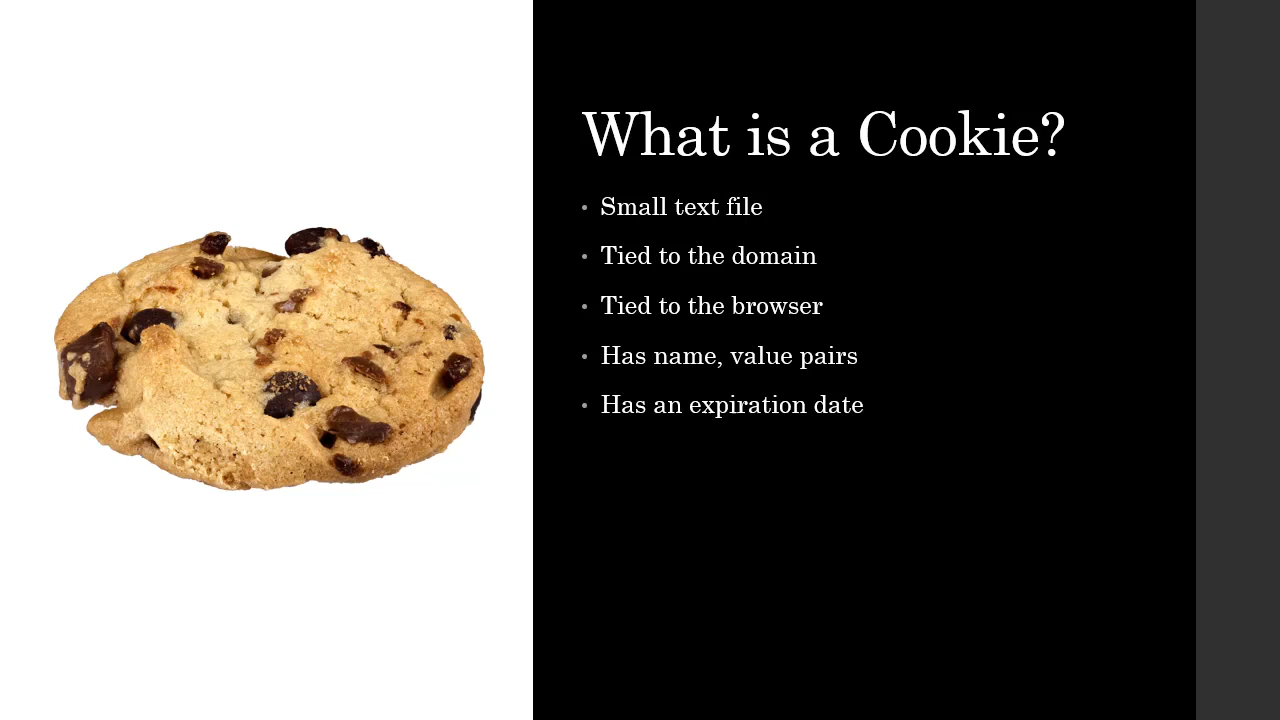 What is a Cookie?
• Small text file
• Tied to the domain
• Tied to the browser
• Has name, value pairs
• Has an expiration date